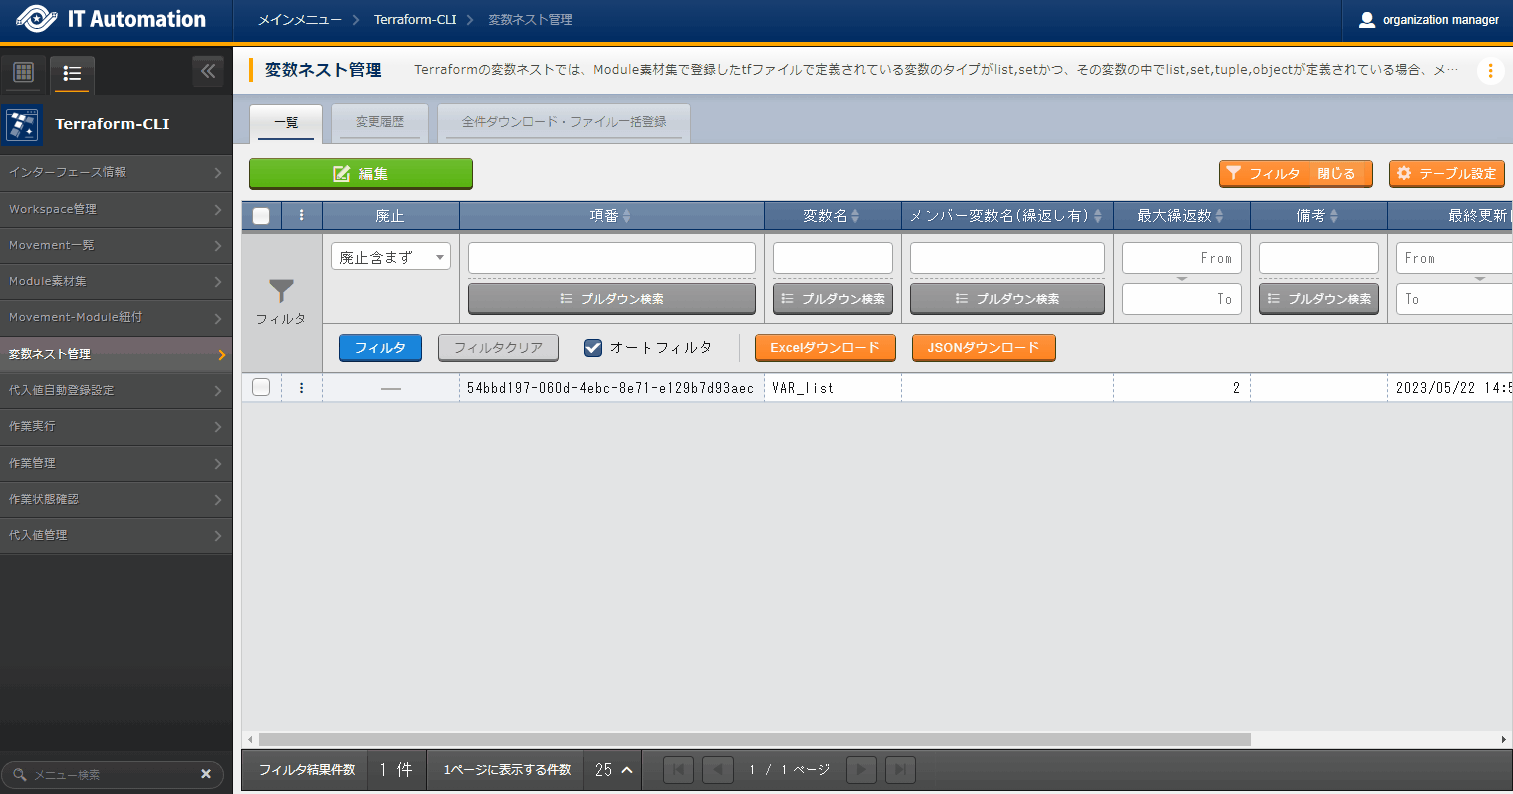 IT Automation
メインメニュー
Terraform-CLI
変数ネスト管理
organization manager
Terraform-CLI
インターフェース情報
Workspace管理
Movement一覧
Module素材集
Movement-Module紐付
変数ネスト管理
代入値自動登録設定
作業実行
作業管理
作業状態確認
代入値管理
メニュー検索
変数ネスト管理
Terraformの変数ネストでは、Module素材集で登録したtfファイルで定義されている変数のタイプがlist,setかつ、その変数の中でlist,set,tuple,objectが定義されている場合、メ…
一覧
変更履歴
全件ダウンロード・ファイル一括登録
編集
フィルタ 閉じる
テーブル設定
廃止
項番
変数名
メンバー変数名(繰返し有)
最大繰返数
備考
最終更新
フィルタ
廃止含まず
プルダウン検索
プルダウン検索
プルダウン検索
From
To
プルダウン検索
From
To
フィルタ
フィルタクリア
オートフィルタ
Excelダウンロード
JSONダウンロード
54bbd197-060d-4ebc-8e71-e129b7d93aec
VAR_list
2
2023/05/22 14:5
フィルタ結果件数
1 件
1ページに表示する件数
25
1 / 1 ページ